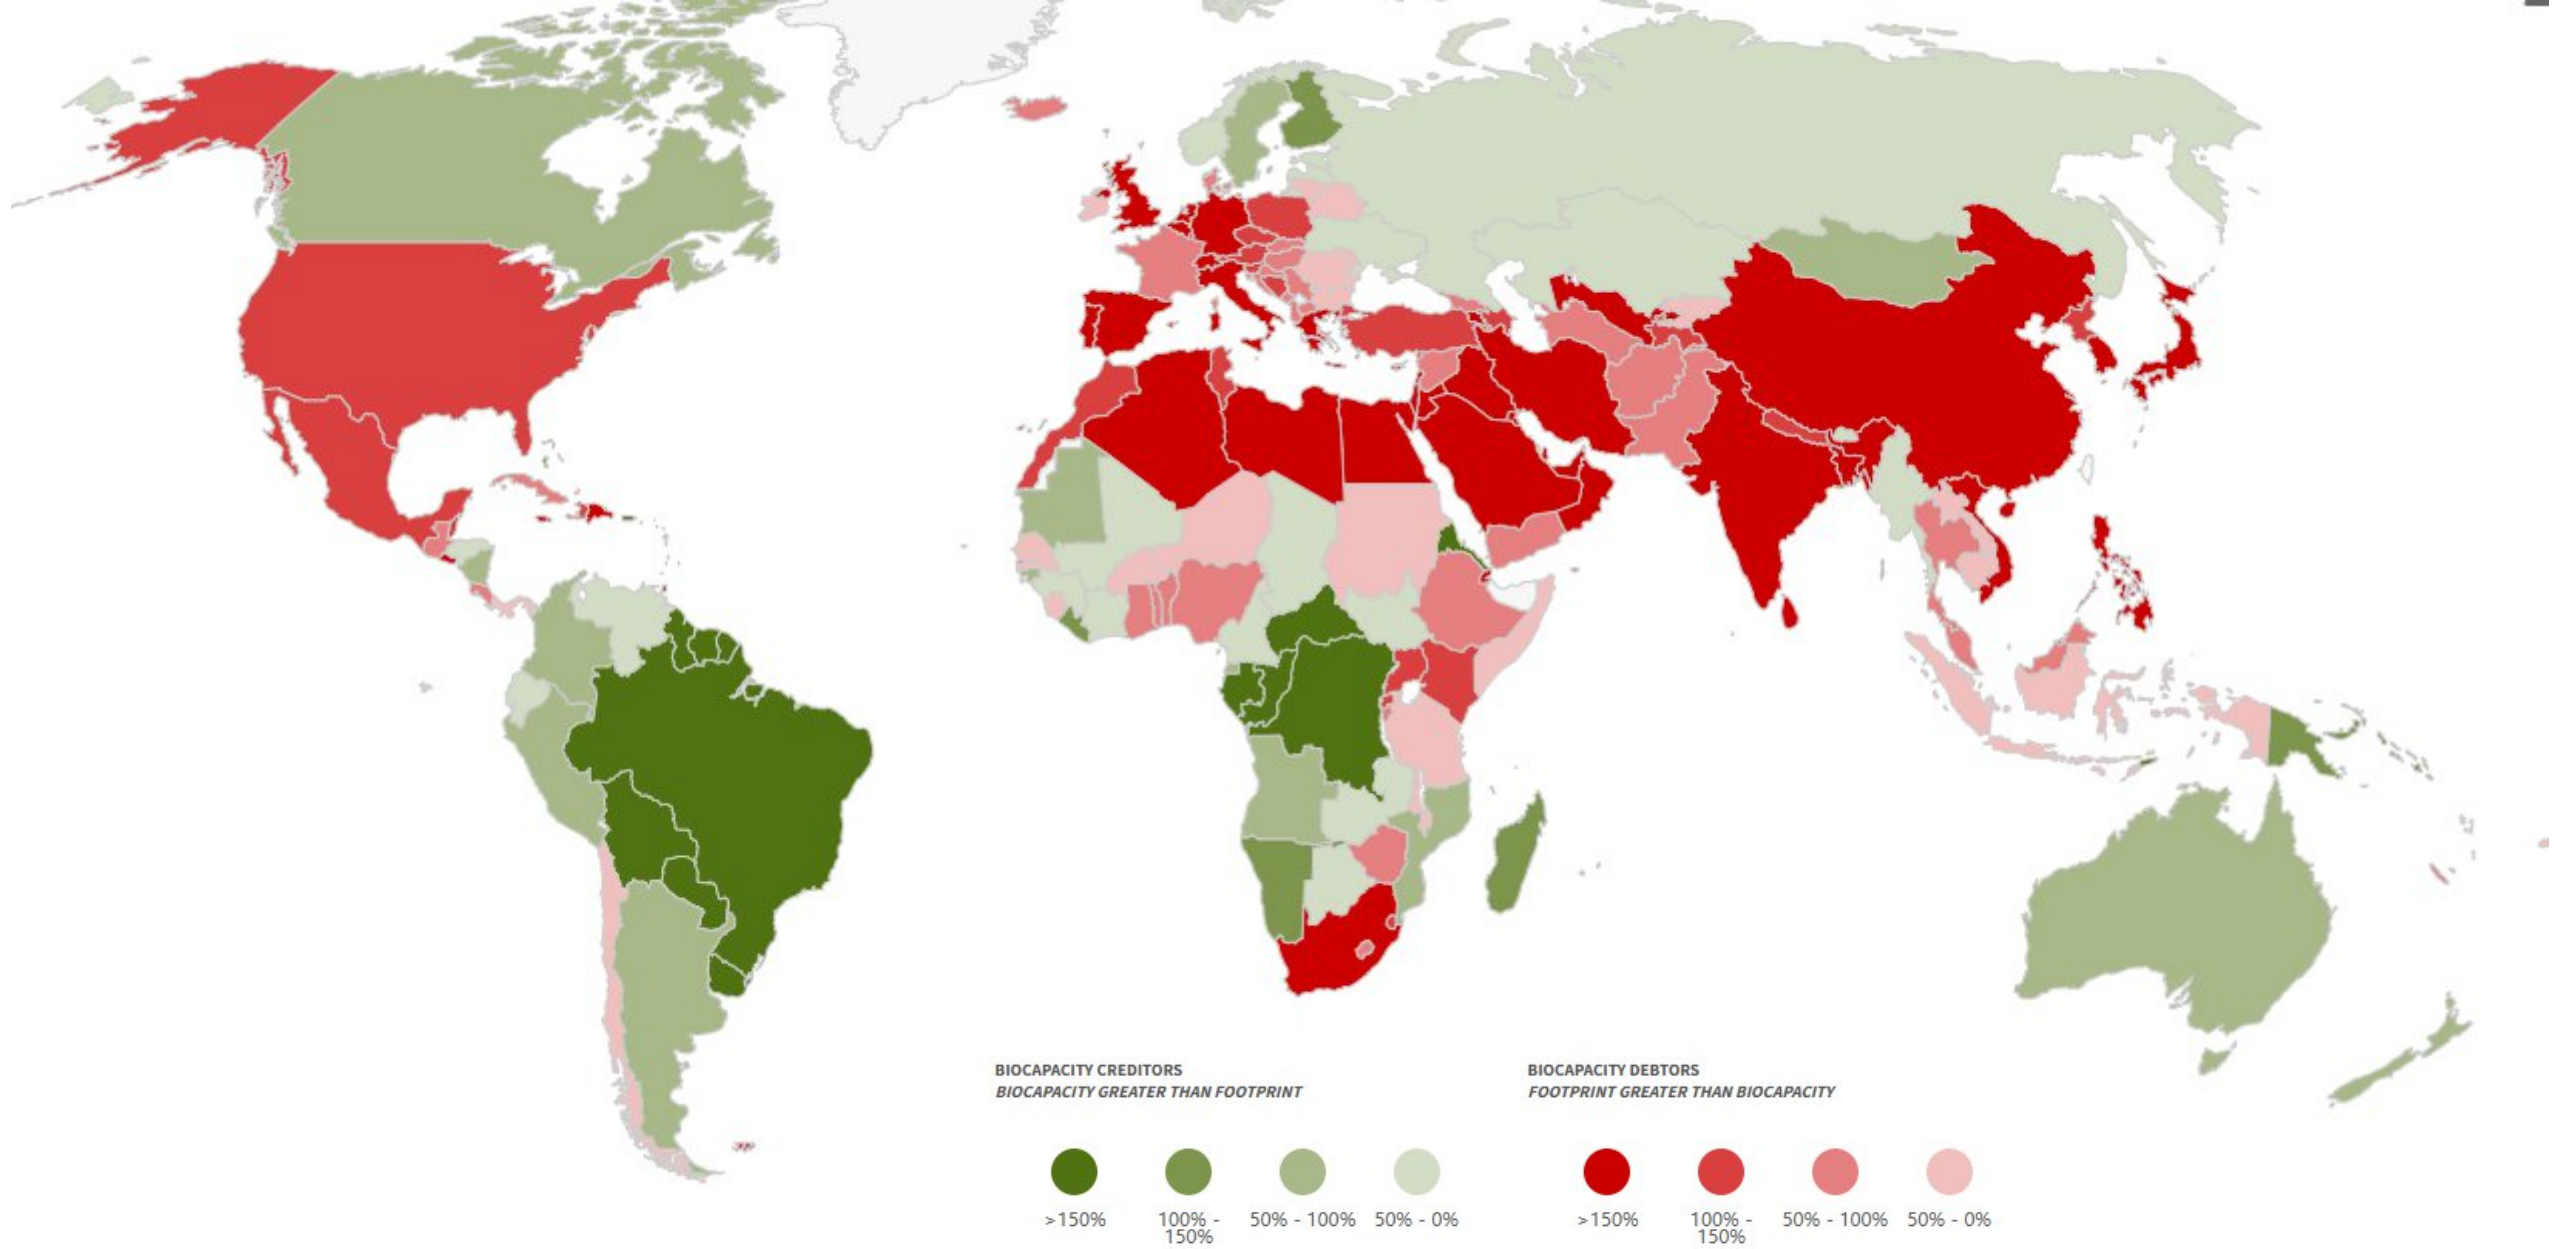 BIOCAPACITY CREDITORS
BIOCAPACITY GREATER THAN FOOTPRINT
>150%
100% -
150%
50% - 100%
50% - 0%
BIOCAPACITY DEBTORS
FOOTPRINT GREATER THAN BIOCAPACITY
>150%
100% -
150%
50% - 100%
50% - 0%